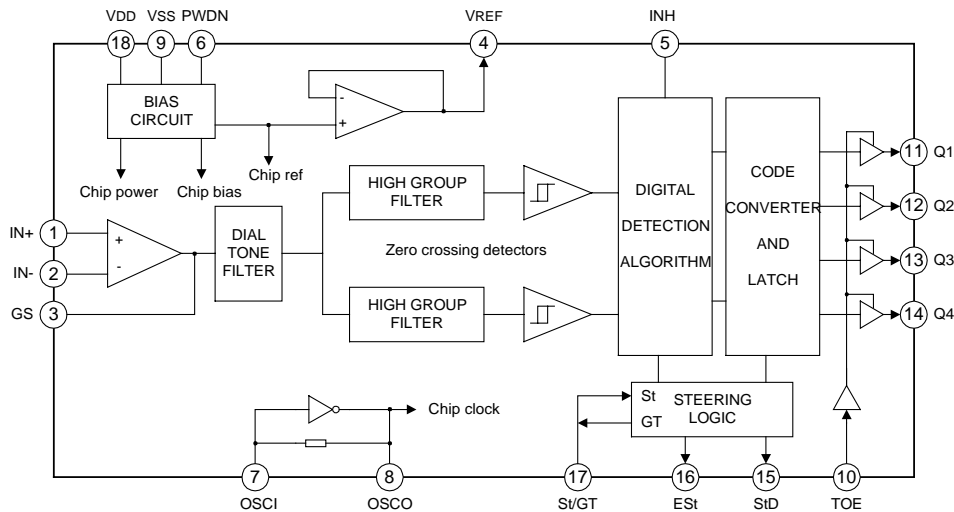 VDD VSS PWDN VREF INH
18 9 6 4 5
BIAS
CIRCUIT
-
+
Chip power Chip bias Chip ref
HIGH GROUP
FILTER
DIGITAL
DETECTION
ALGORITHM
CODE
CONVERTER
AND
LATCH
11 Q1
12 Q2
13 Q3
14 Q4
IN+ 1
IN- 2
GS 3
+
-
DIAL
TONE
FILTER
Zero crossing detectors
HIGH GROUP
FILTER
St
GT
STEERING
LOGIC
Chip clock
7 8 17 16 15 10
OSCI OSCO St/GT ESt StD TOE